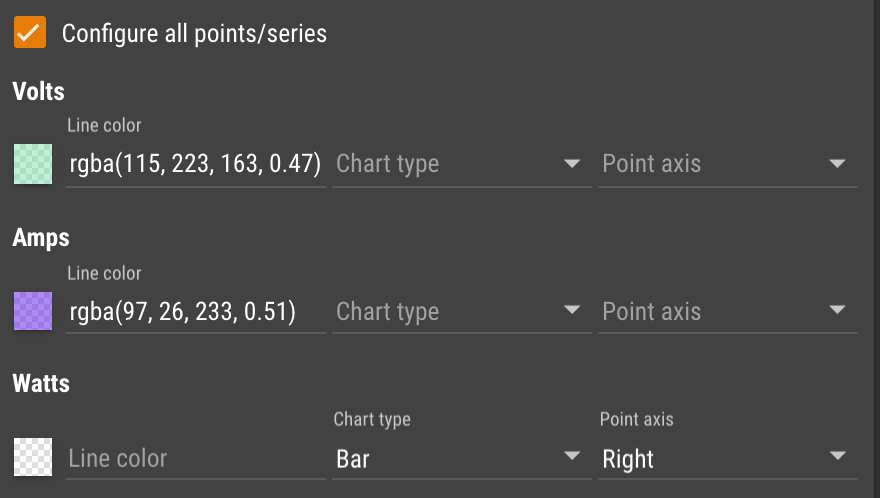 Configure all points/series
Volts
Line color
rgba(115, 223, 163, 0.47) Chart type Point axis
Amps
Line color
rgba(97, 26, 233, 0.51) Chart type Point axis
Watts
Chart type Point axis
Line color Bar Right